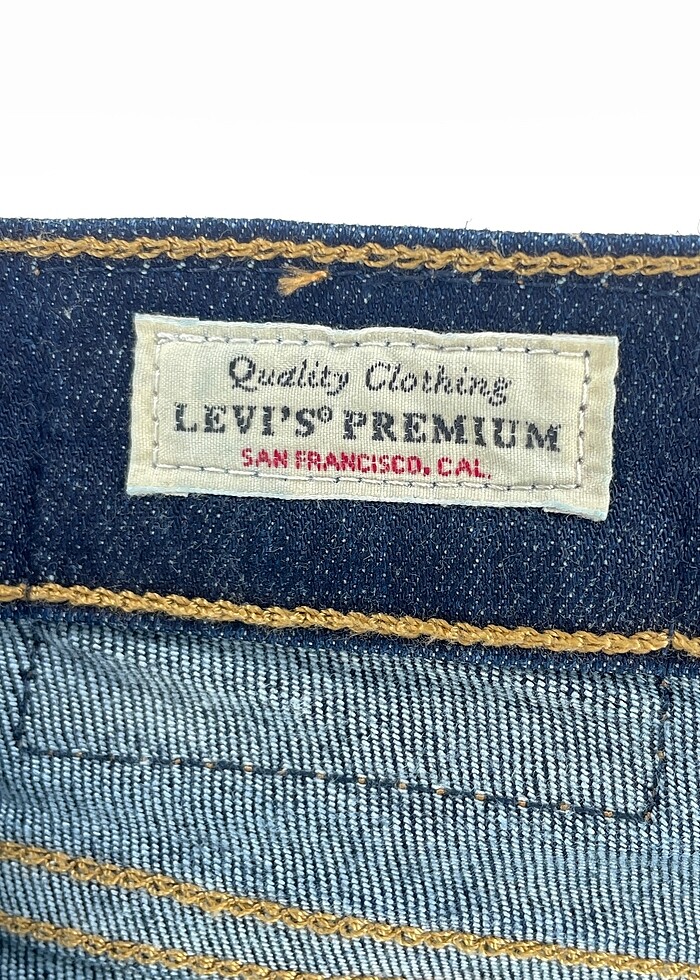 Quality Clothing
LEVI'S® PREMIUM
SAN FRANCISCO, CAL.